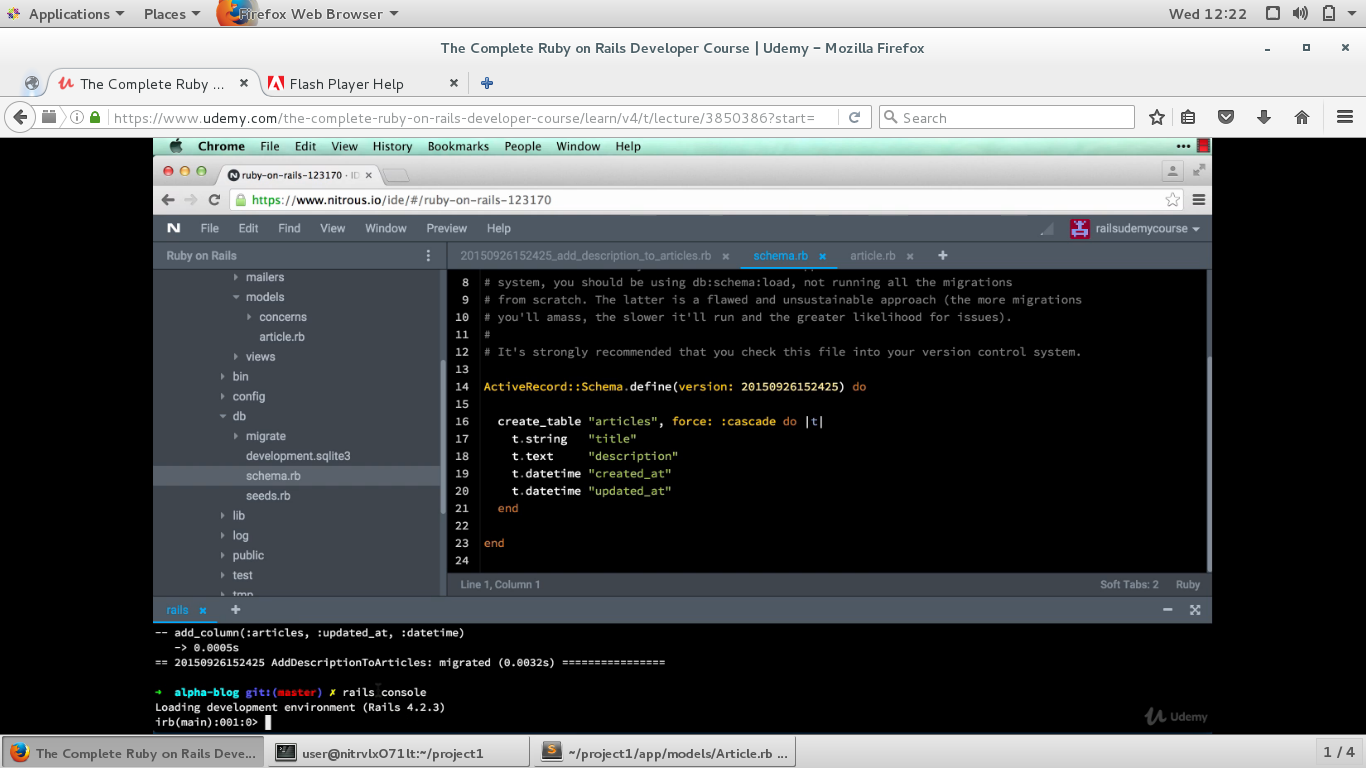 Applications Places Firefox Web Browser Wed 12:22
The Complete Ruby on Rails Developer Course | Udemy - Mozilla Firefox
The Complete Ruby ... Flash Player Help
https://www.udemy.com/the-complete-ruby-on-rails-developer-course/learn/v4/t/lecture/3850386?start= Search
Chrome File Edit View History Bookmarks People Window Help
ruby-on-rails-123170 · ID
https://www.nitrous.io/ide/#/ruby-on-rails-123170
N File Edit Find View Window Preview Help railsudemycourse
Ruby on Rails
mailers
models
concerns
article.rb
views
bin
config
db
migrate
development.sqlite3
schema.rb
seeds.rb
lib
log
public
test
tmp
20150926152425_add_description_to_articles.rb schema.rb article.rb
8 # system, you should be using db:schema:load, not running all the migrations
9 # from scratch. The latter is a flawed and unsustainable approach (the more migrations
10 # you'll amass, the slower it'll run and the greater likelihood for issues).
11 #
12 # It's strongly recommended that you check this file into your version control system.
13
14 ActiveRecord::Schema.define(version: 20150926152425) do
15
16 create_table "articles", force: :cascade do |t|
17 t.string "title"
18 t.text "description"
19 t.datetime "created_at"
20 t.datetime "updated_at"
21 end
22
23 end
24
Line 1, Column 1 Soft Tabs: 2 Ruby
rails
-- add_column(:articles, :updated_at, :datetime)
-> 0.0005s
== 20150926152425 AddDescriptionToArticles: migrated (0.0032s) ================
➜ alpha-blog git:(master) ✗ rails console
Loading development environment (Rails 4.2.3)
irb(main):001:0>
Udemy
The Complete Ruby on Rails Deve... user@nitrvlxO71lt:~/project1 ~/project1/app/models/Article.rb ... 1 / 4